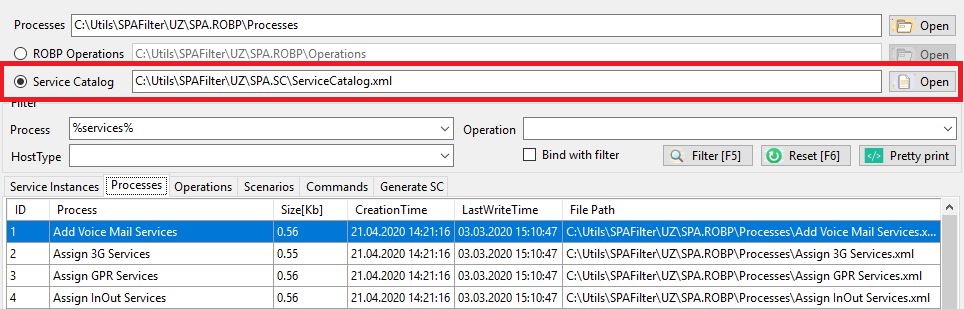 Processes C:\Utils\SPAFilter\UZ\SPA.ROBP\Processes Open
ROBP Operations C:\Utils\SPAFilter\UZ\SPA.ROBP\Operations Open
Service Catalog C:\Utils\SPAFilter\UZ\SPA.SC\ServiceCatalog.xml Open
Filter
Process %services% Operation
HostType Bind with filter Filter [F5] Reset [F6] </> Pretty print
Service Instances Processes Operations Scenarios Commands Generate SC
ID Process Size[Kb] CreationTime LastWriteTime File Path
1 Add Voice Mail Services 0.56 21.04.2020 14:21:16 03.03.2020 15:10:47 C:\Utils\SPAFilter\UZ\SPA.ROBP\Processes\Add Voice Mail Services.x...
2 Assign 3G Services 0.55 21.04.2020 14:21:16 03.03.2020 15:10:47 C:\Utils\SPAFilter\UZ\SPA.ROBP\Processes\Assign 3G Services.xml
3 Assign GPR Services 0.56 21.04.2020 14:21:16 03.03.2020 15:10:47 C:\Utils\SPAFilter\UZ\SPA.ROBP\Processes\Assign GPR Services.xml
4 Assign InOut Services 0.56 21.04.2020 14:21:16 03.03.2020 15:10:47 C:\Utils\SPAFilter\UZ\SPA.ROBP\Processes\Assign InOut Services.xml